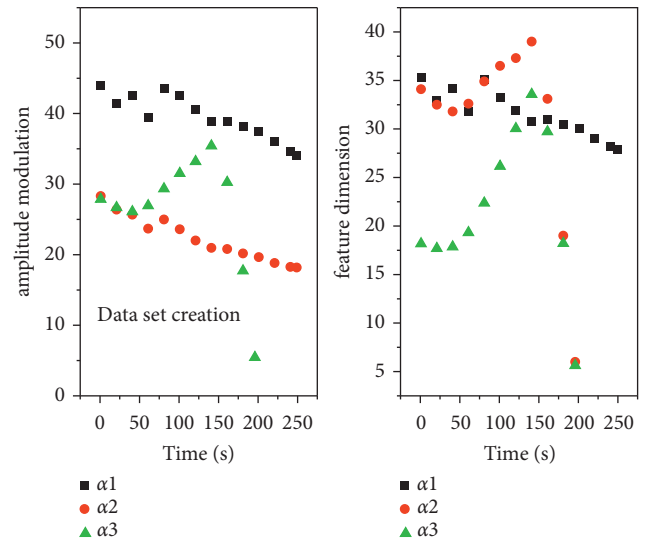 amplitude modulation
50
40
30
20
10
0
Data set creation
0 50 100 150 200 250
Time (s)
α1
α2
α3
feature dimension
40
35
30
25
20
15
10
5
0 50 100 150 200 250
Time (s)
α1
α2
α3